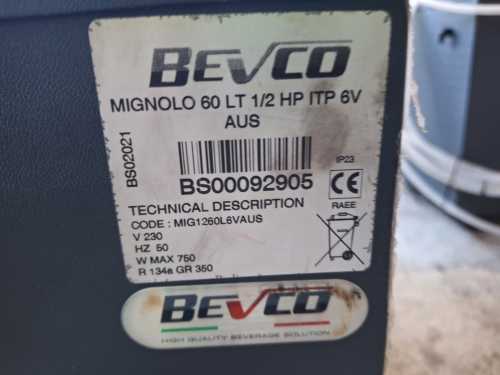 BEVCO
MIGNOLO 60 LT 1/2 HP ITP 6V
AUS
BS02021
IP23
BS00092905
CE
RAEE
TECHNICAL DESCRIPTION
CODE : MIG1260L6VAUS
V 230
HZ 50
W MAX 750
R 134a GR 350
BEVCO
HIGH QUALITY BEVERAGE SOLUTION